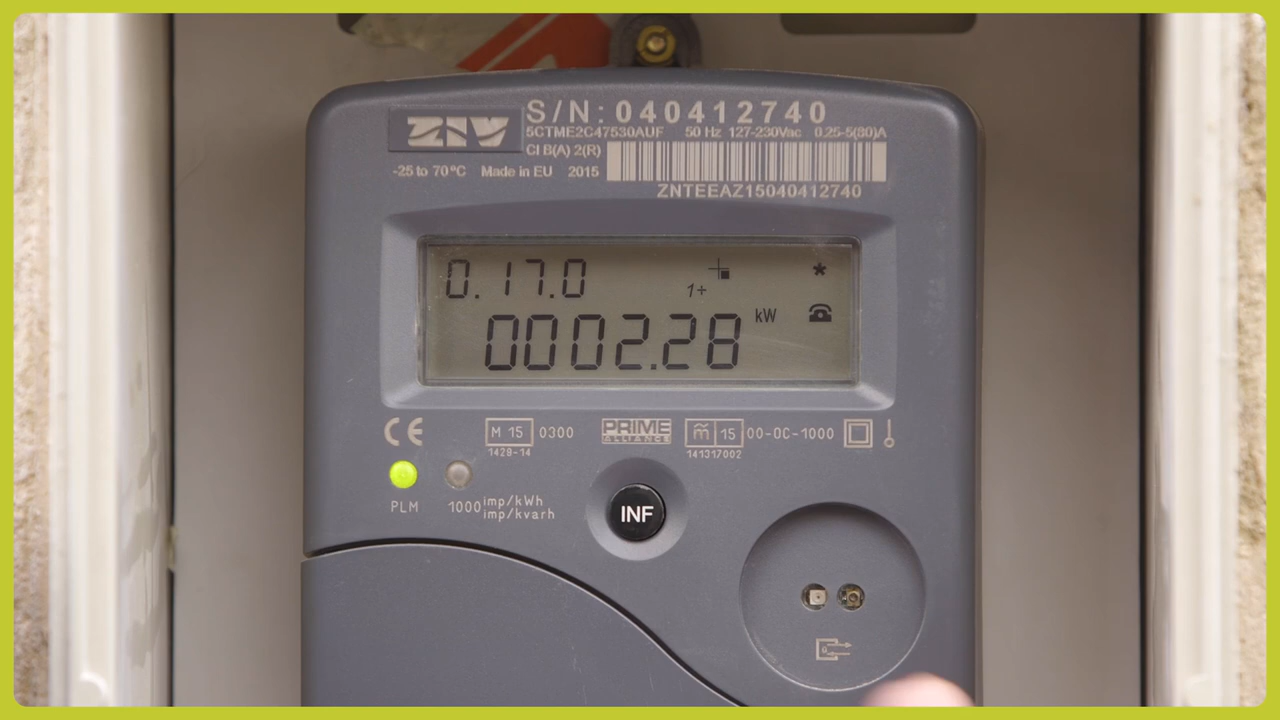 ZIV
S/N: 040412740
5CTME2C47530AUF 50 Hz 127-230Vac 0.25-5(80)A
CI B(A) 2(R)
-25 to 70ºC Made in EU 2015
ZNTEEAZ15040412740
0.17.0
1+
0002.28 kW
CE M 15 0300 PRIME ALLIANCE m 15 00-OC-1000
1428-14 141317002
PLM 1000 imp/kWh
imp/kvarh
INF